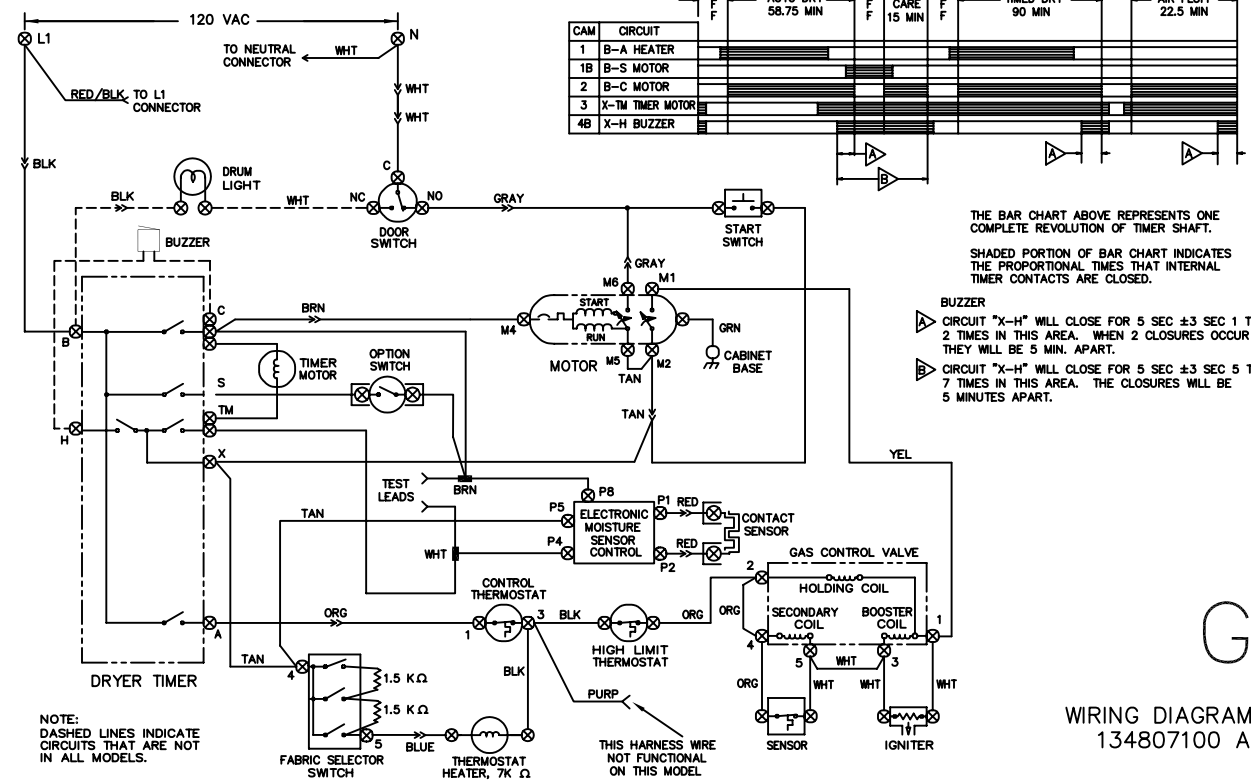 120 VAC
L1
N
TO NEUTRAL
CONNECTOR
WHT
RED/BLK
TO L1
CONNECTOR
WHT
WHT
BLK
DRUM
LIGHT
BLK
WHT
C
NC
NO
DOOR
SWITCH
GRAY
START
SWITCH
BUZZER
GRAY
M6
M1
C
BRN
START
M4
RUN
GRN
B
MOTOR
M5
M2
TAN
CABINET
BASE
TIMER
MOTOR
OPTION
SWITCH
S
TM
TAN
H
X
YEL
TEST
LEADS
BRN
P8
P5
P1
RED
TAN
ELECTRONIC
MOISTURE
SENSOR
CONTROL
CONTACT
SENSOR
WHT
P4
RED
P2
GAS CONTROL VALVE
2
HOLDING COIL
CONTROL
THERMOSTAT
ORG
3
BLK
ORG
ORG
SECONDARY
COIL
BOOSTER
COIL
1
1
4
A
HIGH LIMIT
THERMOSTAT
5
WHT
3
TAN
4
BLK
DRYER TIMER
1.5 KΩ
ORG
WHT
WHT
WHT
PURP
1.5 KΩ
5
BLUE
SENSOR
IGNITER
NOTE:
DASHED LINES INDICATE
CIRCUITS THAT ARE NOT
IN ALL MODELS.
FABRIC SELECTOR
SWITCH
THERMOSTAT
HEATER, 7K Ω
THIS HARNESS WIRE
NOT FUNCTIONAL
ON THIS MODEL
F
F
58.75 MIN
F
F
CARE
15 MIN
F
F
90 MIN
22.5 MIN
CAM CIRCUIT
1 B-A HEATER
1B B-S MOTOR
2 B-C MOTOR
3 X-TM TIMER MOTOR
4B X-H BUZZER
A
A
A
B
THE BAR CHART ABOVE REPRESENTS ONE
COMPLETE REVOLUTION OF TIMER SHAFT.
SHADED PORTION OF BAR CHART INDICATES
THE PROPORTIONAL TIMES THAT INTERNAL
TIMER CONTACTS ARE CLOSED.
BUZZER
A CIRCUIT "X-H" WILL CLOSE FOR 5 SEC ±3 SEC 1 T
2 TIMES IN THIS AREA. WHEN 2 CLOSURES OCCUR
THEY WILL BE 5 MIN. APART.
B CIRCUIT "X-H" WILL CLOSE FOR 5 SEC ±3 SEC 5 T
7 TIMES IN THIS AREA. THE CLOSURES WILL BE
5 MINUTES APART.
G
WIRING DIAGRAM
134807100 A